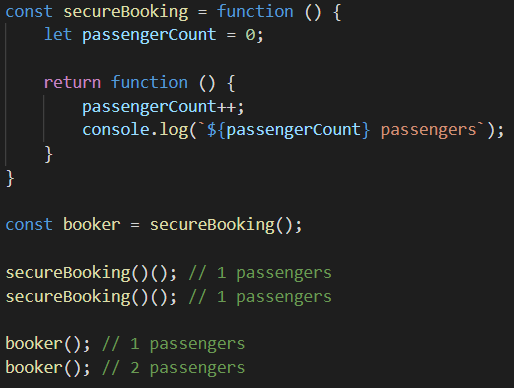 const secureBooking = function () {
    let passengerCount = 0;

    return function () {
        passengerCount++;
        console.log(`${passengerCount} passengers`);
    }
}

const booker = secureBooking();

secureBooking()(); // 1 passengers
secureBooking()(); // 1 passengers

booker(); // 1 passengers
booker(); // 2 passengers